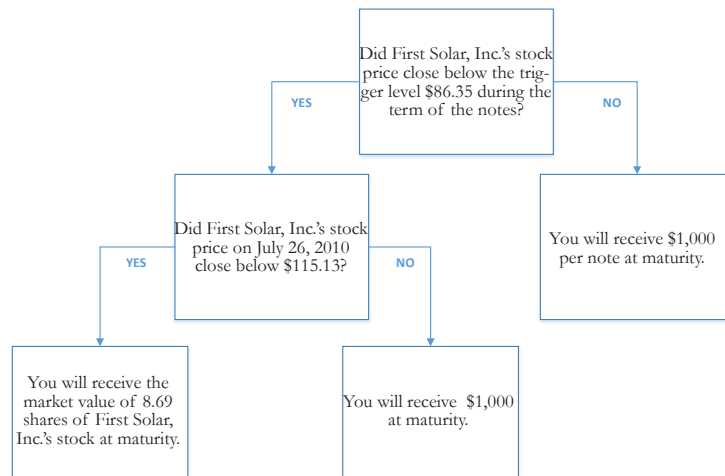 Did First Solar, Inc.'s stock
price close below the trig-
ger level $86.35 during the
term of the notes?
YES
NO
Did First Solar, Inc.'s stock
price on July 26, 2010
close below $115.13?
You will receive $1,000
per note at maturity.
YES
NO
You will receive the
market value of 8.69
shares of First Solar,
Inc.'s stock at maturity.
You will receive $1,000
at maturity.